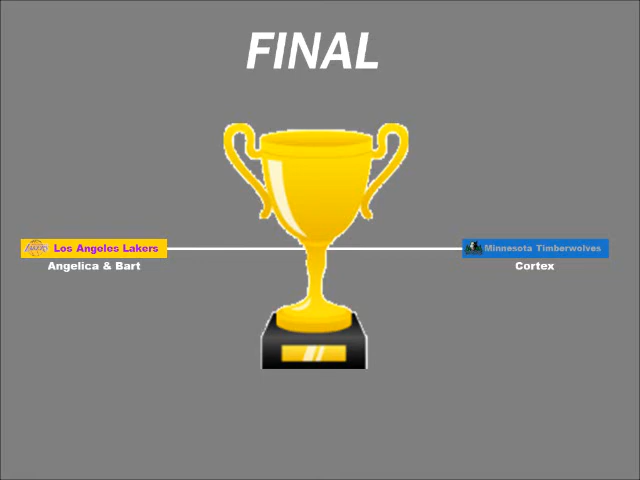 FINAL
Los Angeles Lakers
Minnesota Timberwolves
Angelica & Bart
Cortex